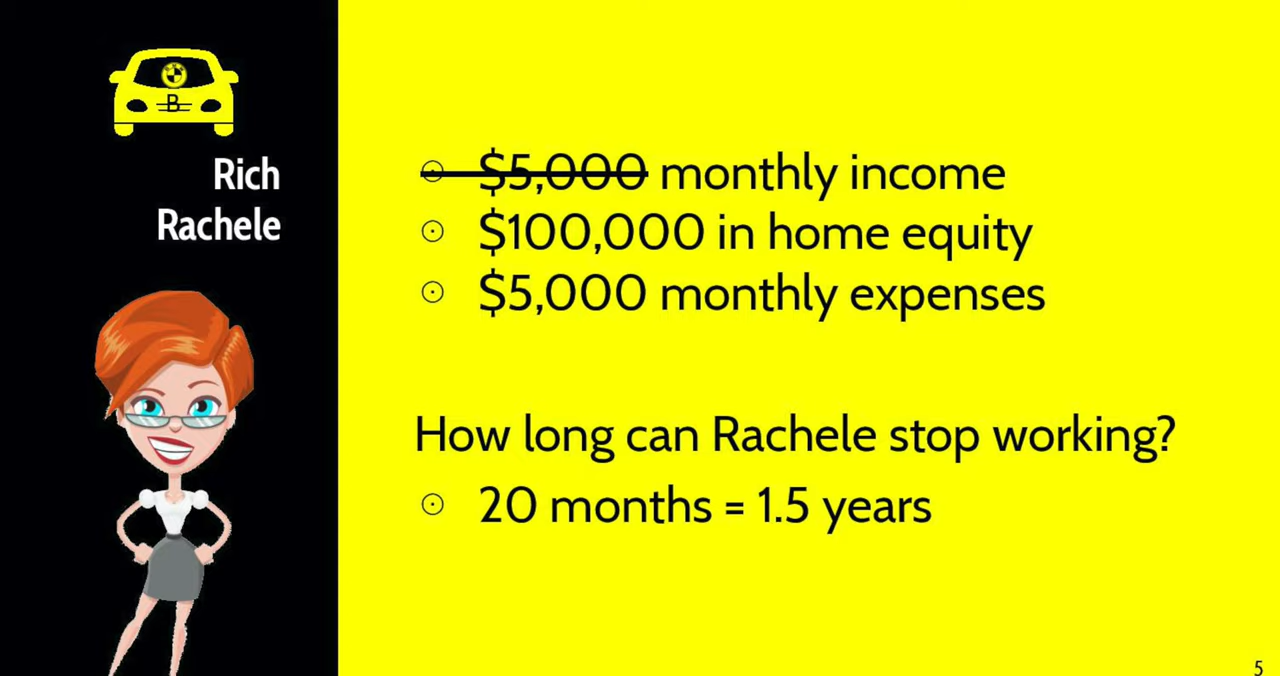 B
Rich
Rachele
$5,000 monthly income
$100,000 in home equity
$5,000 monthly expenses
How long can Rachele stop working?
20 months = 1.5 years
5